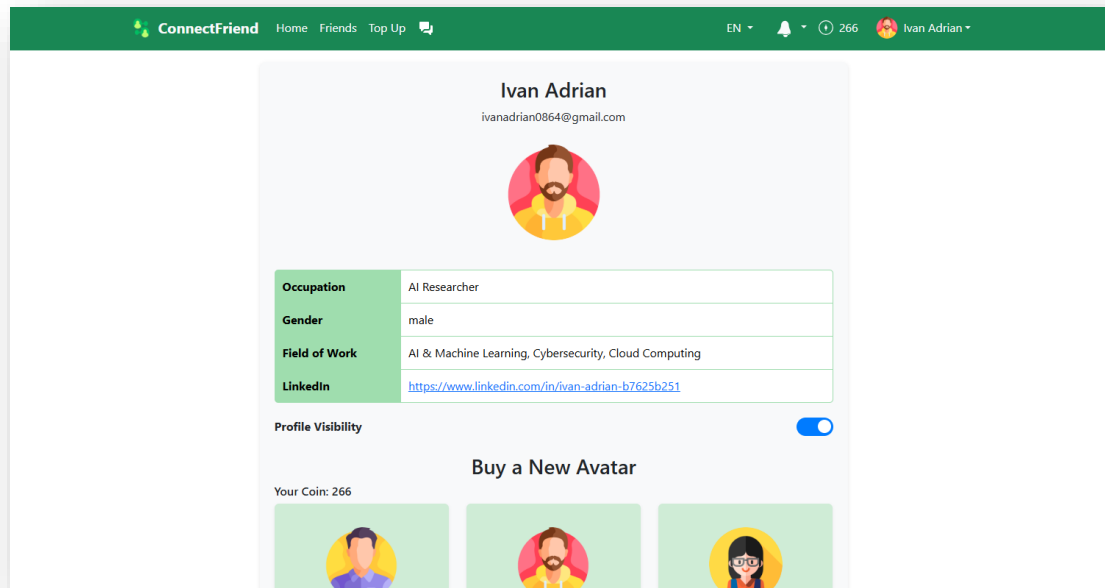 ConnectFriend Home Friends Top Up EN 266 Ivan Adrian
Ivan Adrian
ivanadrian0864@gmail.com
Occupation AI Researcher
Gender male
Field of Work AI & Machine Learning, Cybersecurity, Cloud Computing
LinkedIn https://www.linkedin.com/in/ivan-adrian-b7625b251
Profile Visibility
Buy a New Avatar
Your Coin: 266